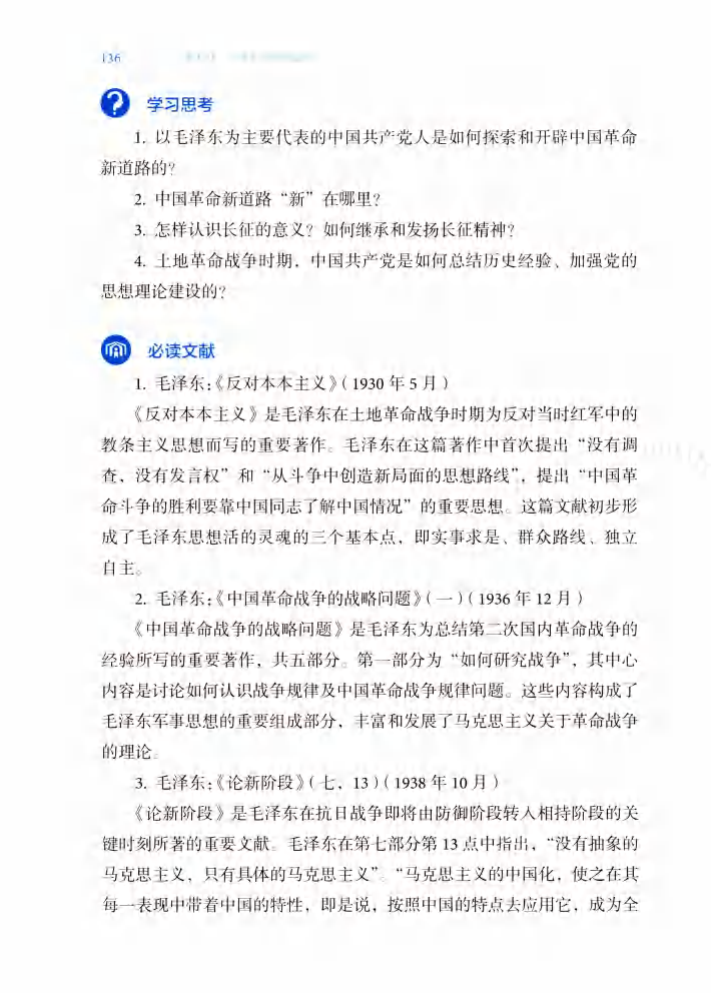 136
学习思考
1. 以毛泽东为主要代表的中国共产党人是如何探索和开辟中国革命
新道路的？
2. 中国革命新道路“新”在哪里？
3. 怎样认识长征的意义？如何继承和发扬长征精神？
4. 土地革命战争时期，中国共产党是如何总结历史经验、加强党的
思想理论建设的？
必读文献
1. 毛泽东：《反对本本主义》（1930 年 5 月）
《反对本本主义》是毛泽东在土地革命战争时期为反对当时红军中的
教条主义思想而写的重要著作。毛泽东在这篇著作中首次提出“没有调
查，没有发言权”和“从斗争中创造新局面的思想路线”，提出“中国革
命斗争的胜利要靠中国同志了解中国情况”的重要思想。这篇文献初步形
成了毛泽东思想活的灵魂的三个基本点，即实事求是、群众路线、独立
自主。
2. 毛泽东：《中国革命战争的战略问题》（一）（1936 年 12 月）
《中国革命战争的战略问题》是毛泽东为总结第二次国内革命战争的
经验所写的重要著作，共五部分。第一部分为“如何研究战争”，其中心
内容是讨论如何认识战争规律及中国革命战争规律问题。这些内容构成了
毛泽东军事思想的重要组成部分，丰富和发展了马克思主义关于革命战争
的理论。
3. 毛泽东：《论新阶段》（七，13）（1938 年 10 月）
《论新阶段》是毛泽东在抗日战争即将由防御阶段转入相持阶段的关
键时刻所著的重要文献。毛泽东在第七部分第 13 点中指出，“没有抽象的
马克思主义，只有具体的马克思主义”。“马克思主义的中国化，使之在其
每一表现中带着中国的特性，即是说，按照中国的特点去应用它，成为全